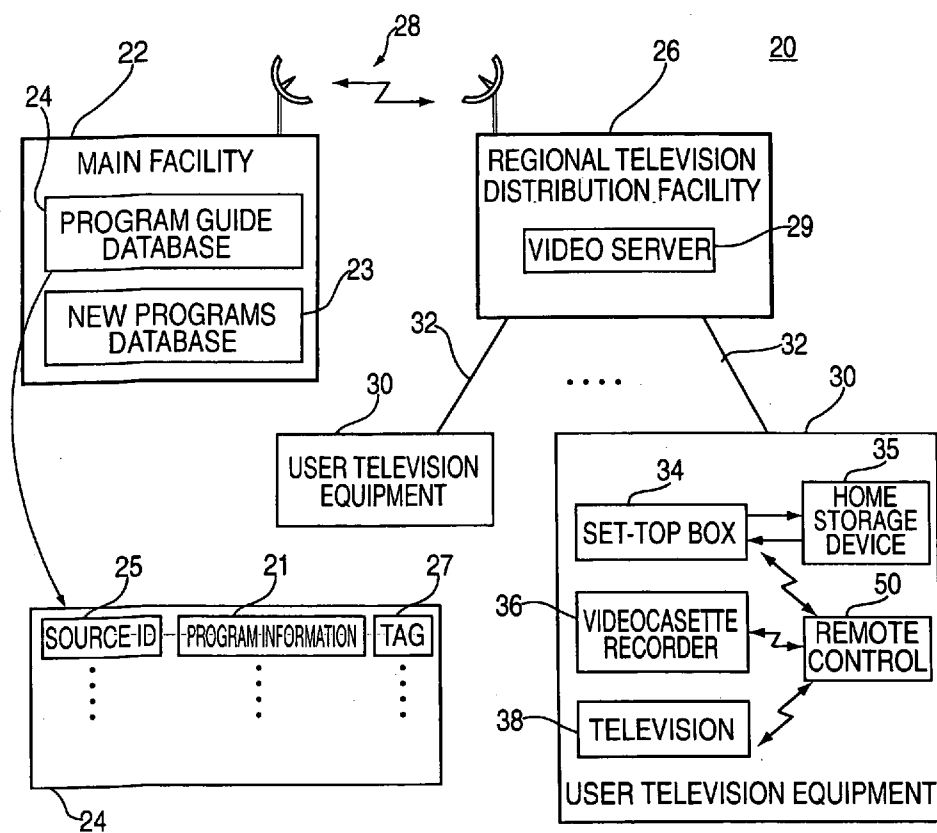 28
20
22
26
24
MAIN FACILITY
PROGRAM GUIDE
DATABASE
23
NEW PROGRAMS
DATABASE
REGIONAL TELEVISION
DISTRIBUTION FACILITY
VIDEO SERVER
29
32
32
30
USER TELEVISION
EQUIPMENT
30
34
SET-TOP BOX
35
HOME
STORAGE
DEVICE
36
VIDEOCASETTE
RECORDER
50
REMOTE
CONTROL
38
TELEVISION
USER TELEVISION EQUIPMENT
25
21
27
SOURCE ID
PROGRAM INFORMATION
TAG
24